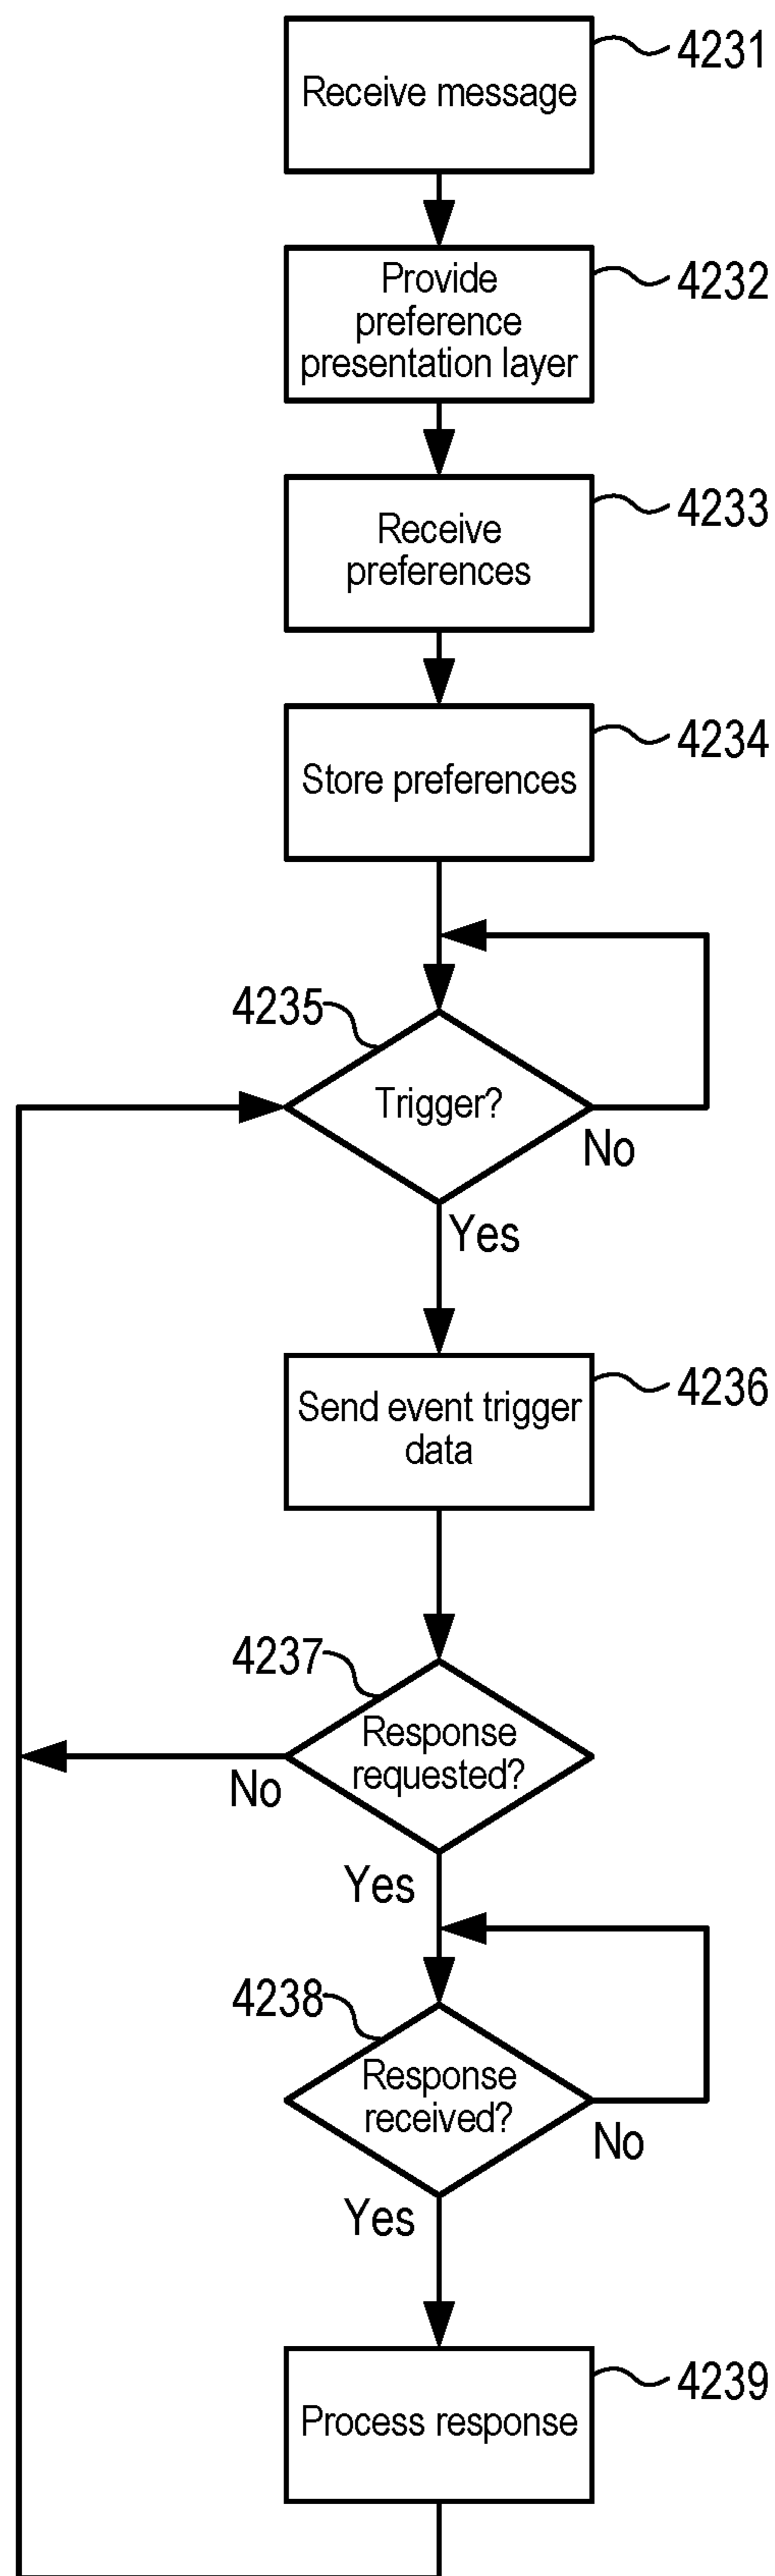 Receive message
4231
Provide
preference
presentation layer
4232
Receive
preferences
4233
Store preferences
4234
4235
Trigger?
No
Yes
Send event trigger
data
4236
4237
Response
requested?
No
Yes
4238
Response
received?
No
Yes
Process response
4239